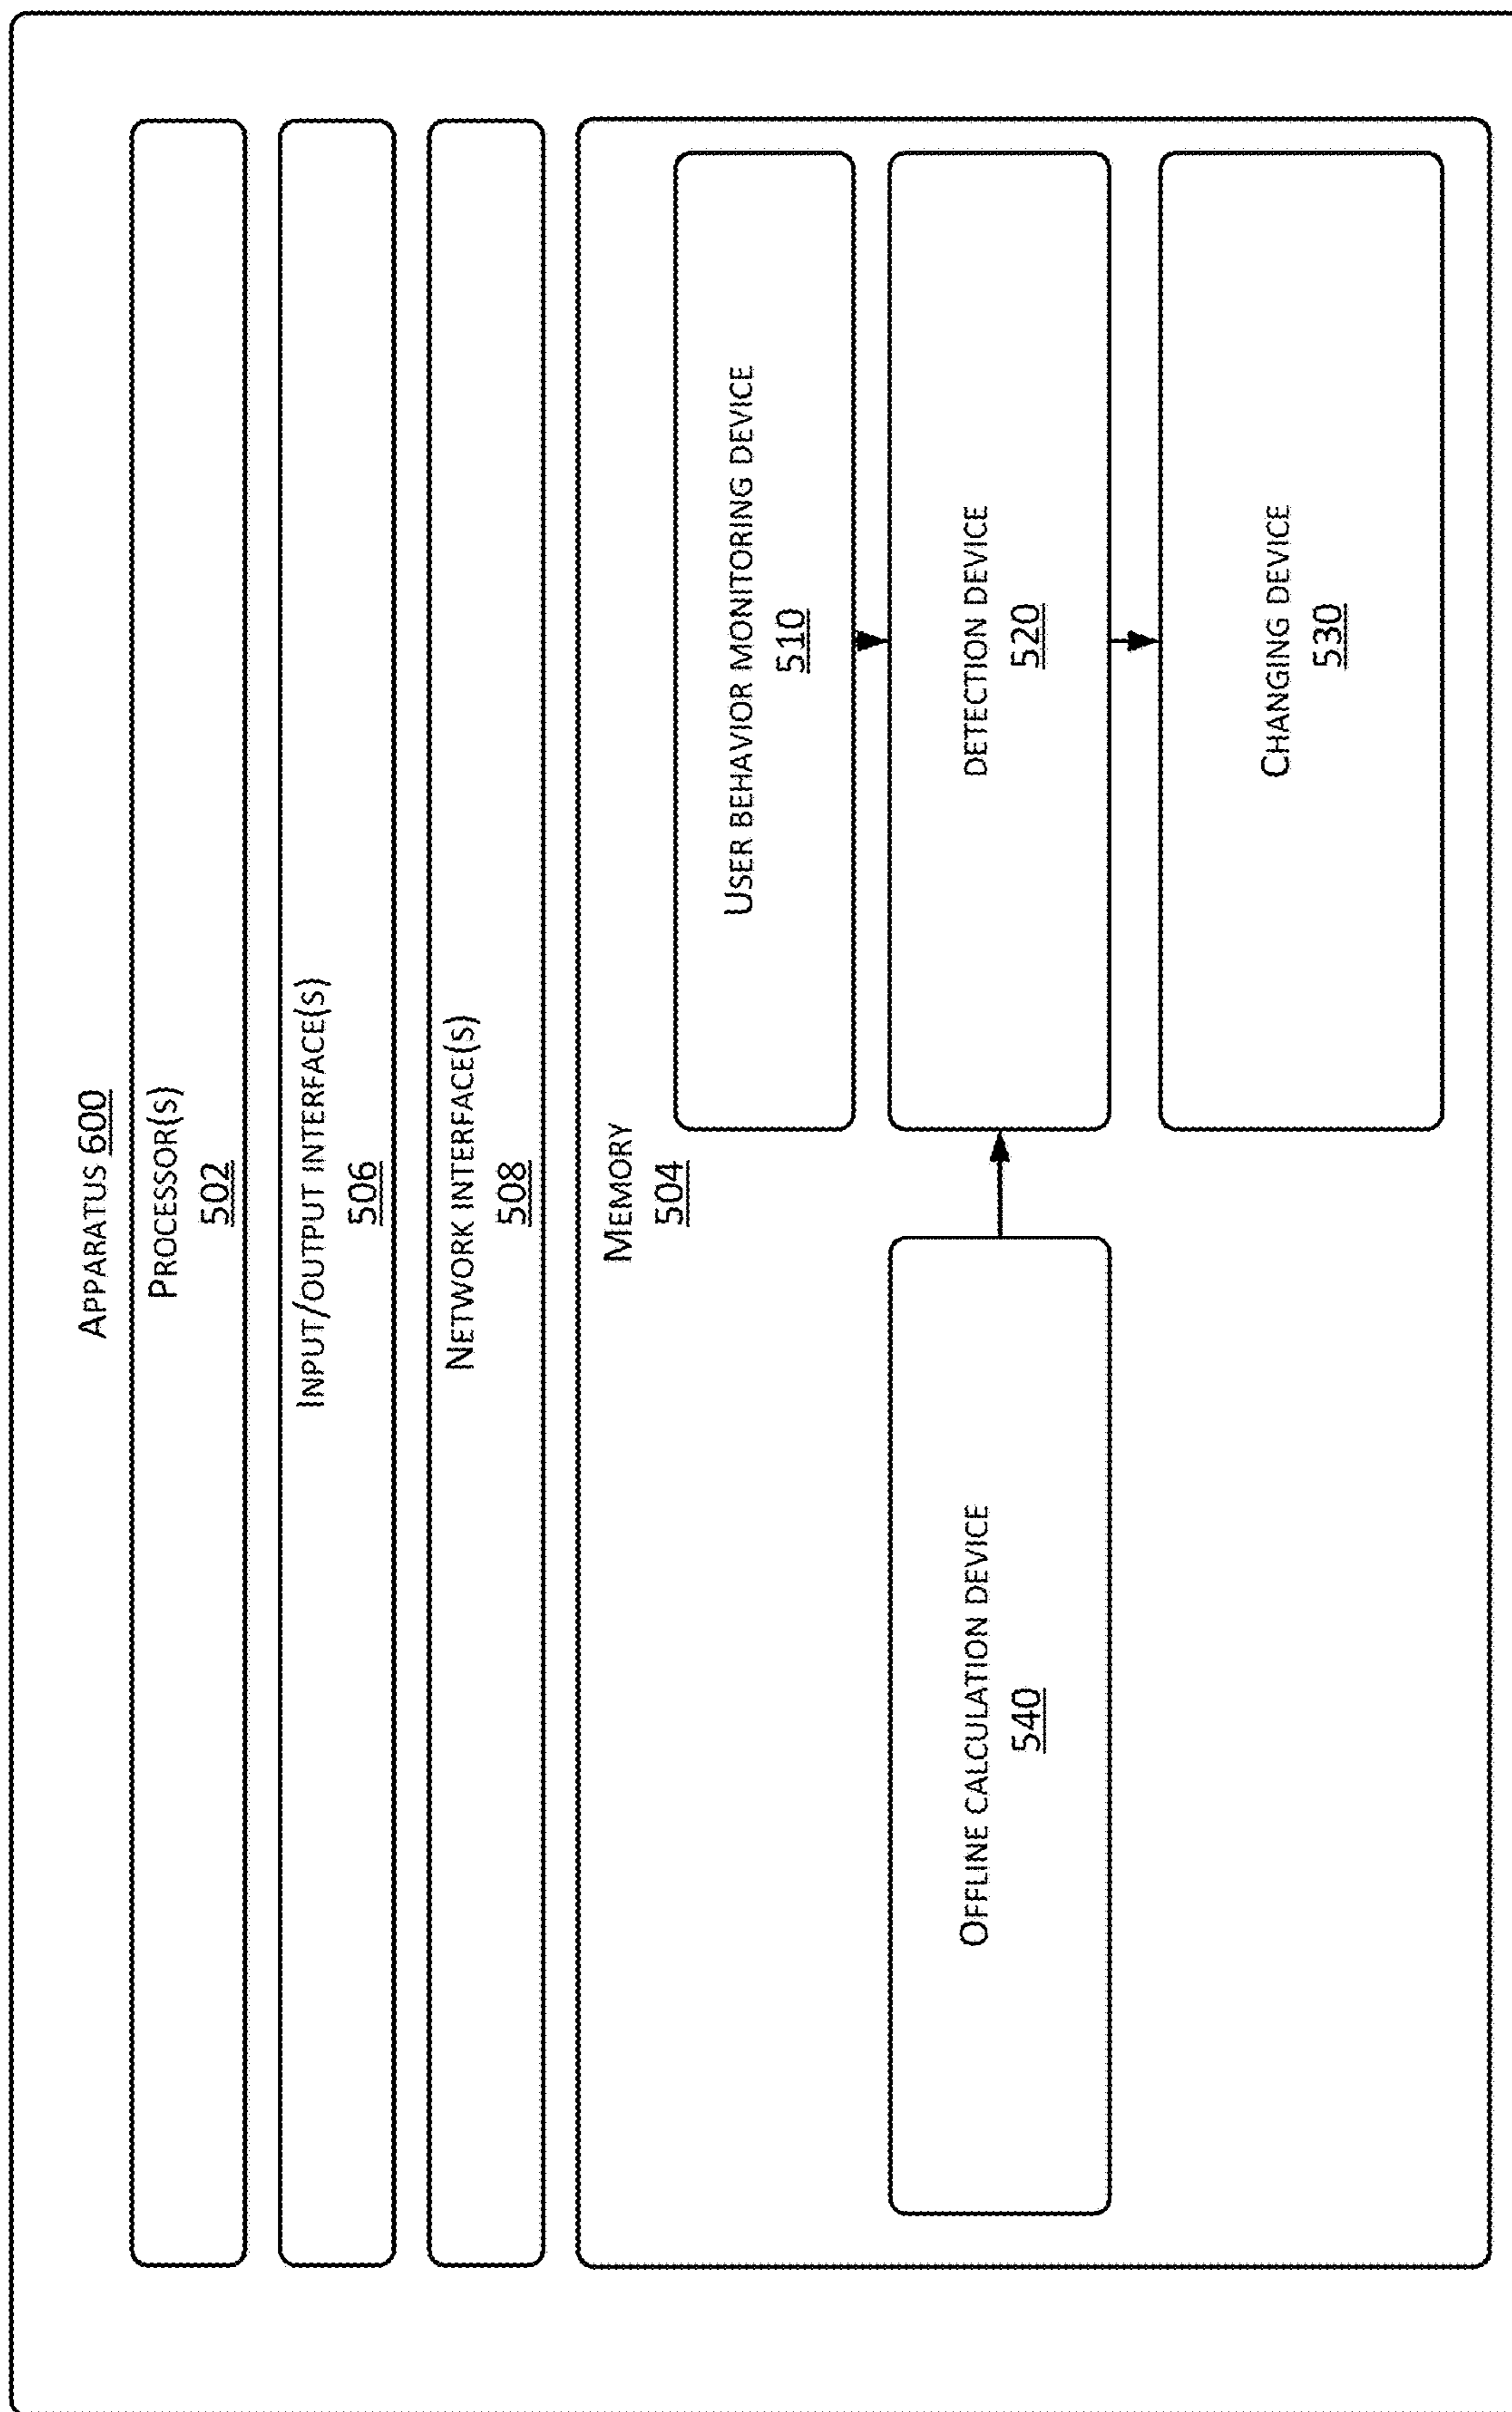 APPARATUS 600
PROCESSOR(S)
502
INPUT/OUTPUT INTERFACE(S)
506
NETWORK INTERFACE(S)
508
MEMORY
504
USER BEHAVIOR MONITORING DEVICE
510
OFFLINE CALCULATION DEVICE
540
DETECTION DEVICE
520
CHANGING DEVICE
530